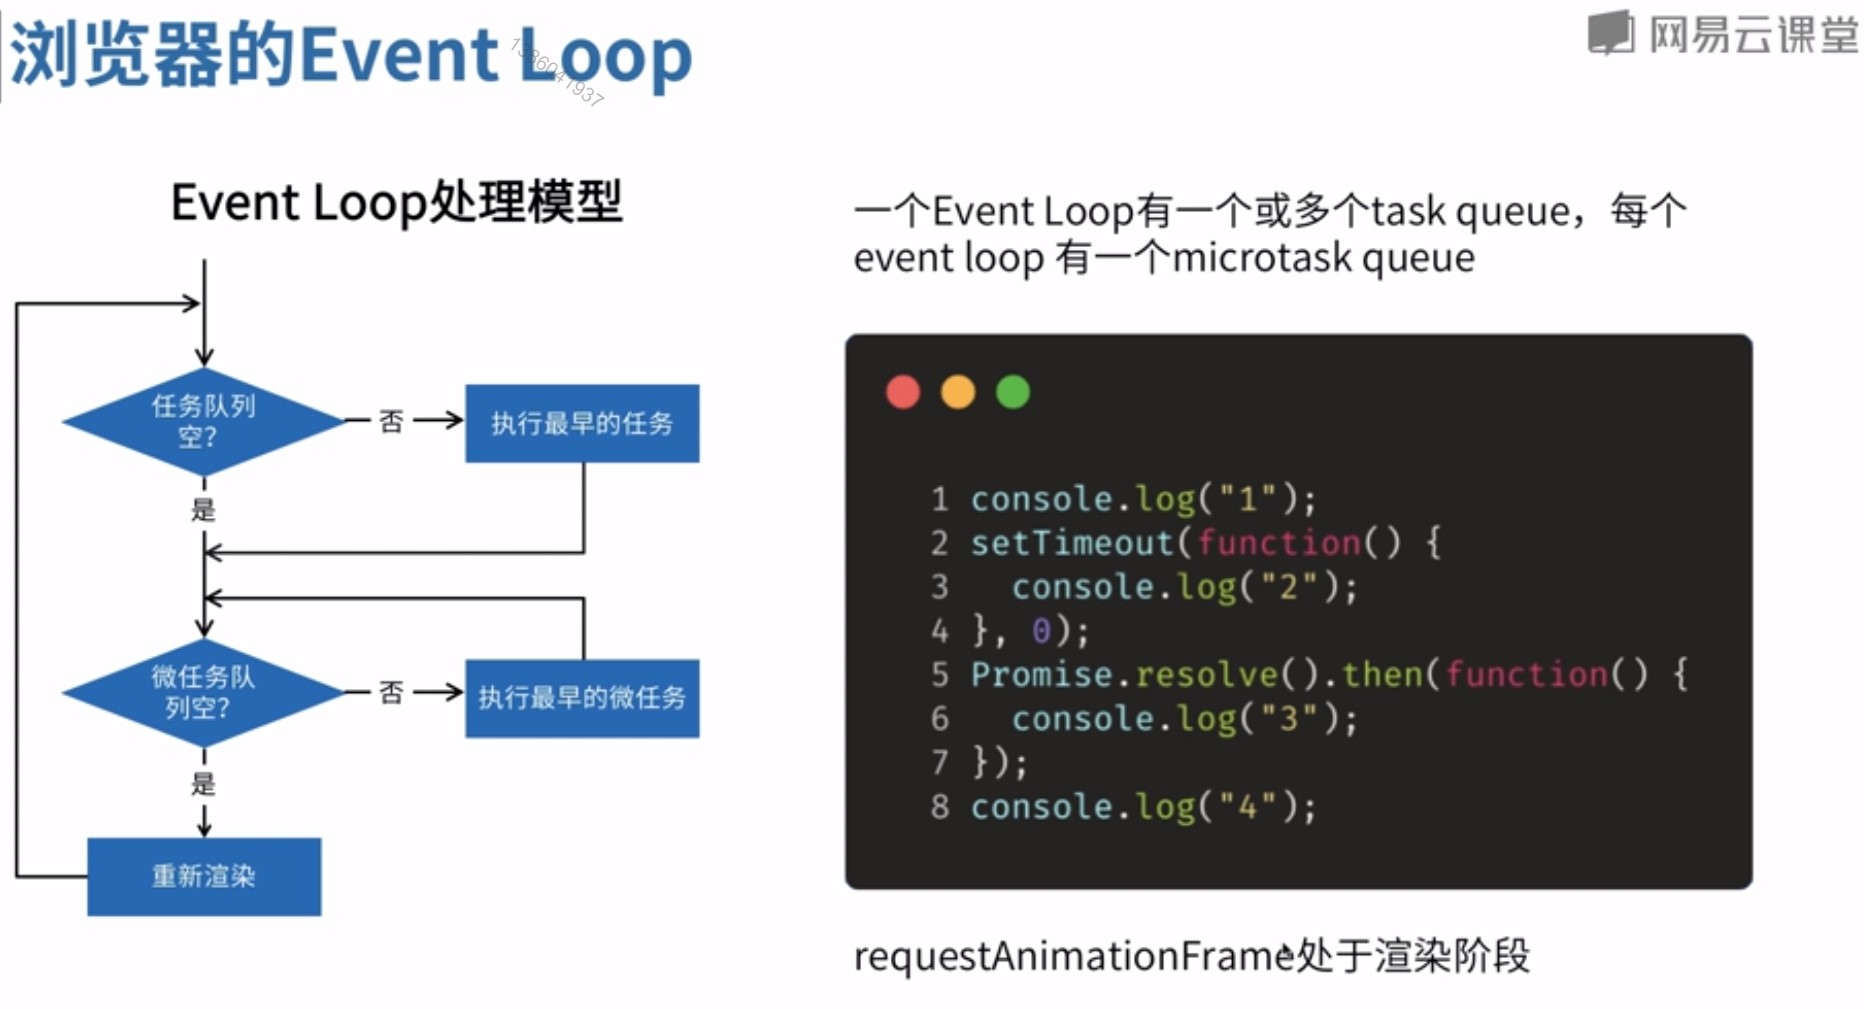 浏览器的Event Loop
1386041937
网易云课堂
Event Loop处理模型
任务队列
空?
否
执行最早的任务
是
微任务队
列空?
否
执行最早的微任务
是
重新渲染
一个Event Loop有一个或多个task queue，每个
event loop 有一个microtask queue
1 console.log("1");
2 setTimeout(function() {
3   console.log("2");
4 }, 0);
5 Promise.resolve().then(function() {
6   console.log("3");
7 });
8 console.log("4");
requestAnimationFrame处于渲染阶段